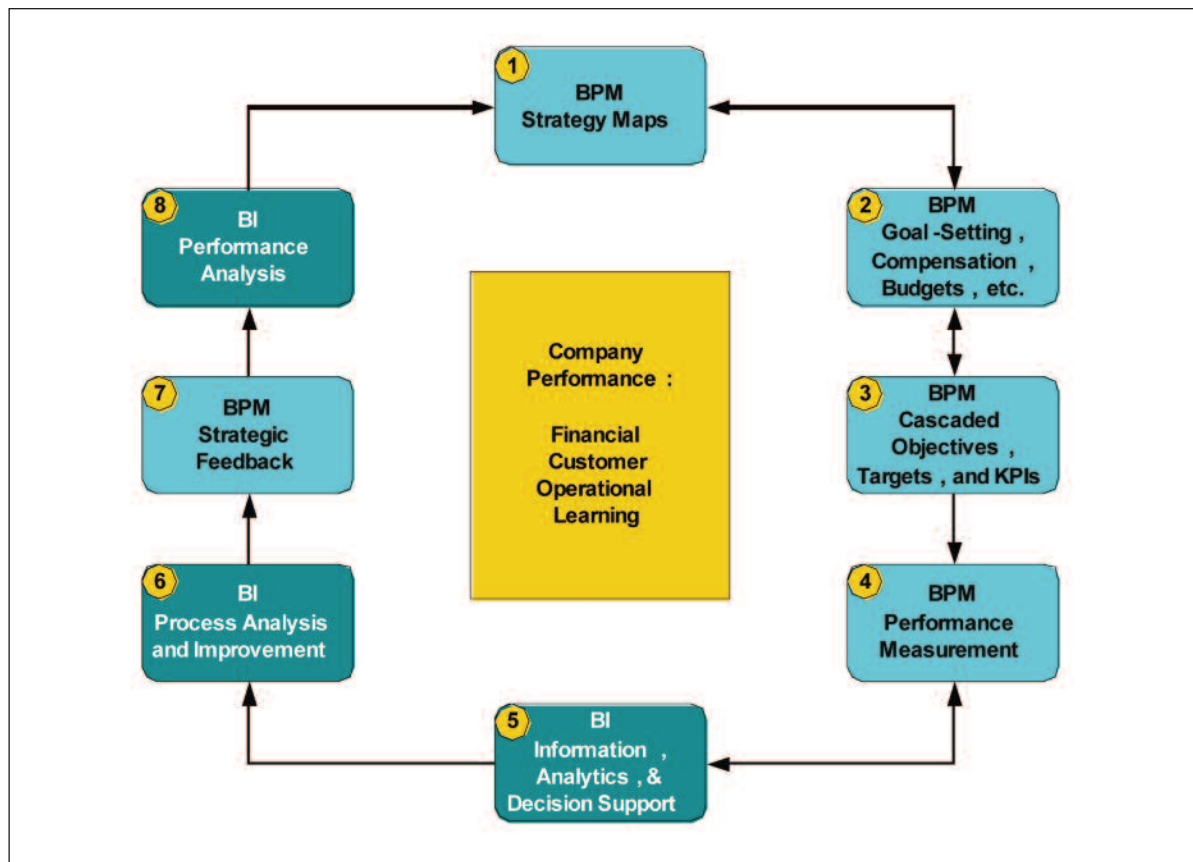 1
BPM
Strategy Maps
2
BPM
Goal -Setting ,
Compensation ,
Budgets , etc.
3
BPM
Cascaded
Objectives ,
Targets , and KPIs
4
BPM
Performance
Measurement
5
BI
Information ,
Analytics , &
Decision Support
6
BI
Process Analysis
and Improvement
7
BPM
Strategic
Feedback
8
BI
Performance
Analysis
Company
Performance :
Financial
Customer
Operational
Learning